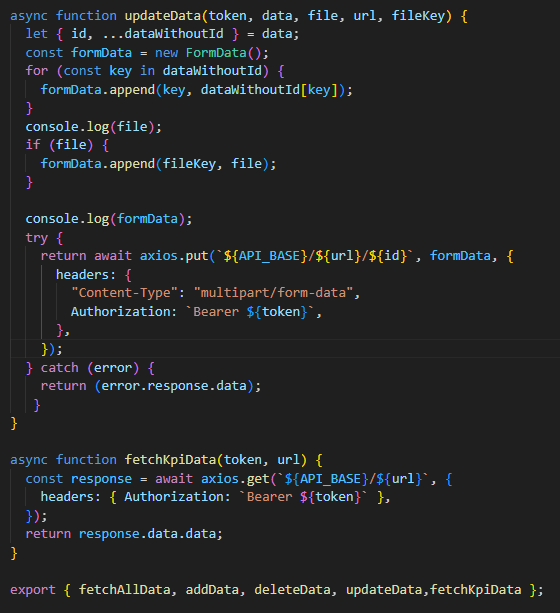 async function updateData(token, data, file, url, fileKey) {
  let { id, ...dataWithoutId } = data;
  const formData = new FormData();
  for (const key in dataWithoutId) {
    formData.append(key, dataWithoutId[key]);
  }
  console.log(file);
  if (file) {
    formData.append(fileKey, file);
  }

  console.log(formData);
  try {
    return await axios.put(`${API_BASE}/${url}/${id}`, formData, {
      headers: {
        "Content-Type": "multipart/form-data",
        Authorization: `Bearer ${token}`,
      },
    });
  } catch (error) {
    return (error.response.data);
   }
}

async function fetchKpiData(token, url) {
  const response = await axios.get(`${API_BASE}/${url}`, {
    headers: { Authorization: `Bearer ${token}` },
  });
  return response.data.data;
}

export { fetchAllData, addData, deleteData, updateData,fetchKpiData };